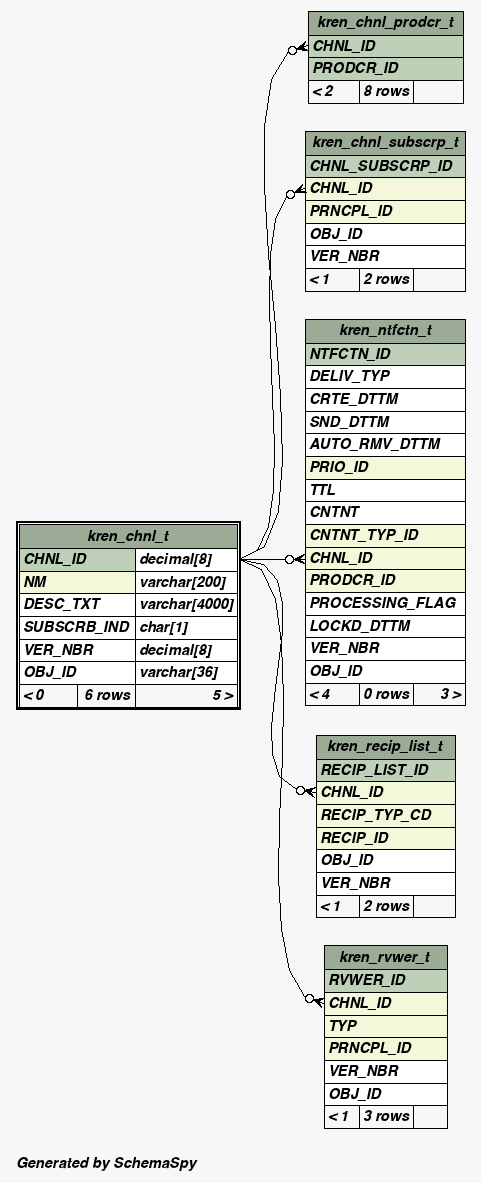 kren_chnl_prodcr_t
CHNL_ID
PRODCR_ID
< 2 8 rows
kren_chnl_subscrp_t
CHNL_SUBSCRP_ID
CHNL_ID
PRNCPL_ID
OBJ_ID
VER_NBR
< 1 2 rows
kren_ntfctn_t
NTFCTN_ID
DELIV_TYP
CRTE_DTTM
SND_DTTM
AUTO_RMV_DTTM
PRIO_ID
TTL
CNTNT
CNTNT_TYP_ID
CHNL_ID
PRODCR_ID
PROCESSING_FLAG
LOCKD_DTTM
VER_NBR
OBJ_ID
< 4 0 rows 3 >
kren_chnl_t
CHNL_ID decimal[8]
NM varchar[200]
DESC_TXT varchar[4000]
SUBSCRB_IND char[1]
VER_NBR decimal[8]
OBJ_ID varchar[36]
< 0 6 rows 5 >
kren_recip_list_t
RECIP_LIST_ID
CHNL_ID
RECIP_TYP_CD
RECIP_ID
OBJ_ID
VER_NBR
< 1 2 rows
kren_rvwer_t
RVWER_ID
CHNL_ID
TYP
PRNCPL_ID
VER_NBR
OBJ_ID
< 1 3 rows
Generated by SchemaSpy